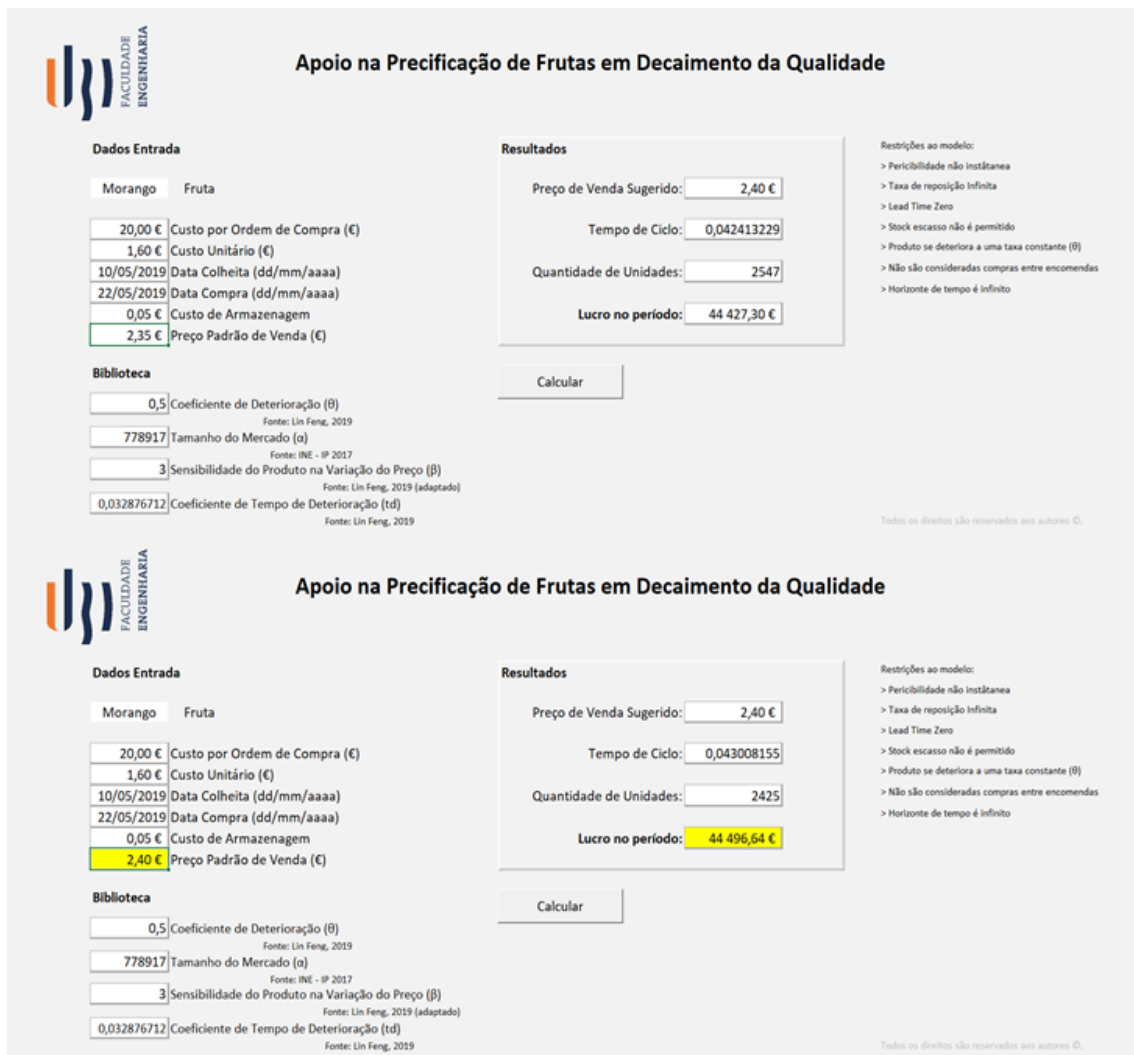 FACULDADE
ENGENHARIA
Apoio na Precificação de Frutas em Decaimento da Qualidade
Dados Entrada
Morango Fruta
20,00 € Custo por Ordem de Compra (€)
1,60 € Custo Unitário (€)
10/05/2019 Data Colheita (dd/mm/aaaa)
22/05/2019 Data Compra (dd/mm/aaaa)
0,05 € Custo de Armazenagem
2,35 € Preço Padrão de Venda (€)
Biblioteca
0,5 Coeficiente de Deterioração (θ)
Fonte: Lin Feng, 2019
778917 Tamanho do Mercado (α)
Fonte: INE - IP 2017
3 Sensibilidade do Produto na Variação do Preço (β)
Fonte: Lin Feng, 2019 (adaptado)
0,032876712 Coeficiente de Tempo de Deterioração (td)
Fonte: Lin Feng, 2019
Resultados
Preço de Venda Sugerido: 2,40 €
Tempo de Ciclo: 0,042413229
Quantidade de Unidades: 2547
Lucro no período: 44 427,30 €
Calcular
Restrições ao modelo:
> Pericibilidade não instâtanea
> Taxa de reposição Infinita
> Lead Time Zero
> Stock escasso não é permitido
> Produto se deteriora a uma taxa constante (θ)
> Não são consideradas compras entre encomendas
> Horizonte de tempo é infinito
Todos os direitos são reservados aos autores ©.
FACULDADE
ENGENHARIA
Apoio na Precificação de Frutas em Decaimento da Qualidade
Dados Entrada
Morango Fruta
20,00 € Custo por Ordem de Compra (€)
1,60 € Custo Unitário (€)
10/05/2019 Data Colheita (dd/mm/aaaa)
22/05/2019 Data Compra (dd/mm/aaaa)
0,05 € Custo de Armazenagem
2,40 € Preço Padrão de Venda (€)
Biblioteca
0,5 Coeficiente de Deterioração (θ)
Fonte: Lin Feng, 2019
778917 Tamanho do Mercado (α)
Fonte: INE - IP 2017
3 Sensibilidade do Produto na Variação do Preço (β)
Fonte: Lin Feng, 2019 (adaptado)
0,032876712 Coeficiente de Tempo de Deterioração (td)
Fonte: Lin Feng, 2019
Resultados
Preço de Venda Sugerido: 2,40 €
Tempo de Ciclo: 0,043008155
Quantidade de Unidades: 2425
Lucro no período: 44 496,64 €
Calcular
Restrições ao modelo:
> Pericibilidade não instâtanea
> Taxa de reposição Infinita
> Lead Time Zero
> Stock escasso não é permitido
> Produto se deteriora a uma taxa constante (θ)
> Não são consideradas compras entre encomendas
> Horizonte de tempo é infinito
Todos os direitos são reservados aos autores ©.